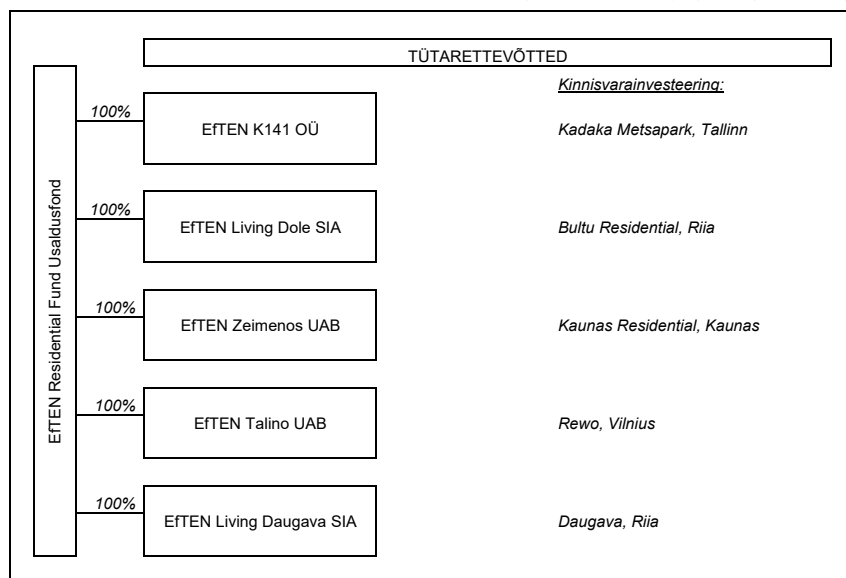 TÜTARETTEVÕTTED
EfTEN Residential Fund Usaldusfond
Kinnisvarainvesteering:
100%
EfTEN K141 OÜ
Kadaka Metsapark, Tallinn
100%
EfTEN Living Dole SIA
Bultu Residential, Riia
100%
EfTEN Zeimenos UAB
Kaunas Residential, Kaunas
100%
EfTEN Talino UAB
Rewo, Vilnius
100%
EfTEN Living Daugava SIA
Daugava, Riia